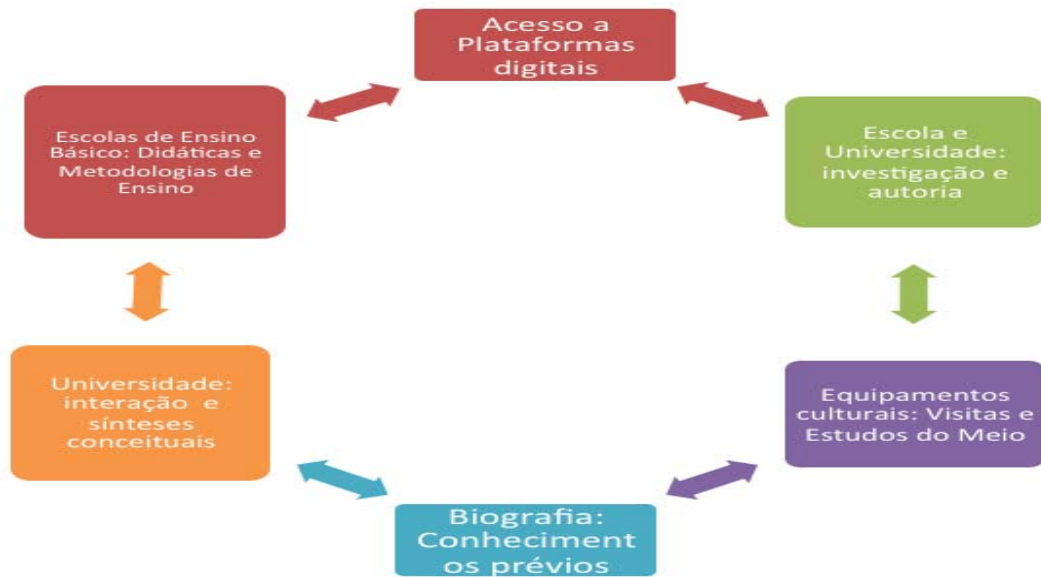 Acesso a
Plataformas
digitais
Escolas de Ensino
Básico: Didáticas e
Metodologias de
Ensino
Escola e
Universidade:
investigação e
autoria
Universidade:
interação e
sínteses
conceituais
Equipamentos
culturais: Visitas e
Estudos do Meio
Biografia:
Conheciment
os prévios